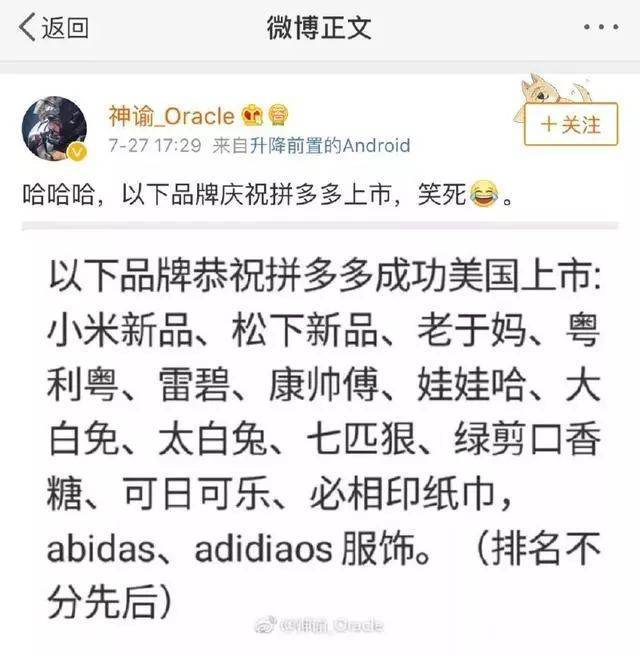 返回
微博正文
神谕_Oracle
+关注
7-27 17:29 来自升降前置的Android
哈哈哈，以下品牌庆祝拼多多上市，笑死😂。
以下品牌恭祝拼多多成功美国上市:
小米新品、松下新品、老于妈、粤
利粤、雷碧、康帅傅、娃娃哈、大
白免、太白兔、七匹狠、绿剪口香
糖、可日可乐、必相印纸巾，
abidas、adidiaos 服饰。（排名不
分先后）
@神谕_Oracle